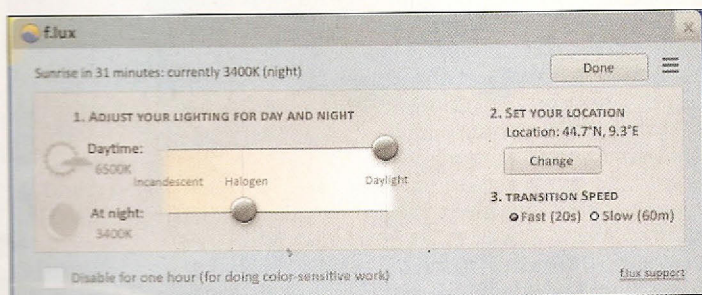 f.lux
Sunrise in 31 minutes: currently 3400K (night)
Done
1. ADJUST YOUR LIGHTING FOR DAY AND NIGHT
Daytime:
6500K
Incandescent Halogen Daylight
At night:
3400K
2. SET YOUR LOCATION
Location: 44.7°N, 9.3°E
Change
3. TRANSITION SPEED
Fast (20s) Slow (60m)
Disable for one hour (for doing color-sensitive work)
f.lux support